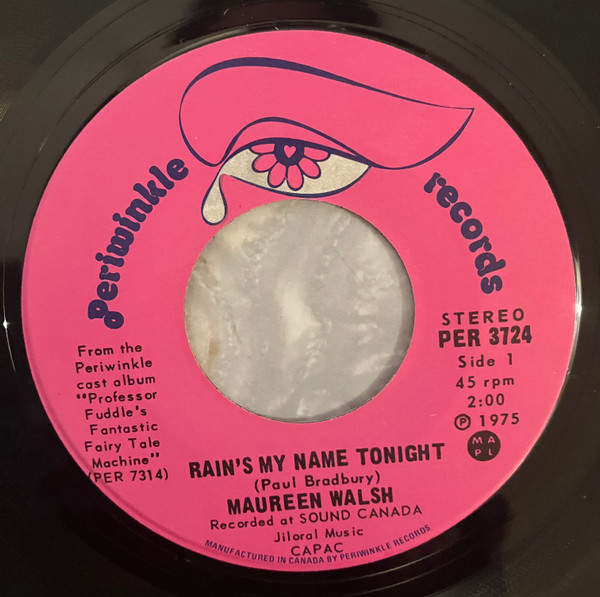 Periwinkle records
STEREO
PER 3724
Side 1
45 rpm
2:00
Ⓟ 1975
M A
P L
From the
Periwinkle
cast album
"Professor
Fuddle's
Fantastic
Fairy Tale
Machine"
(PER 7314)
RAIN'S MY NAME TONIGHT
(Paul Bradbury)
MAUREEN WALSH
Recorded at SOUND CANADA
Jiloral Music
CAPAC
MANUFACTURED IN CANADA BY PERIWINKLE RECORDS